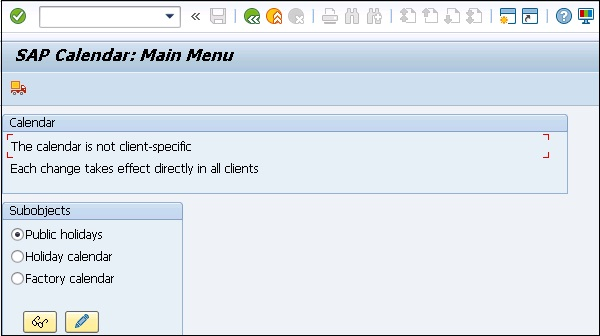 SAP Calendar: Main Menu
Calendar
The calendar is not client-specific
Each change takes effect directly in all clients
Subobjects
Public holidays
Holiday calendar
Factory calendar